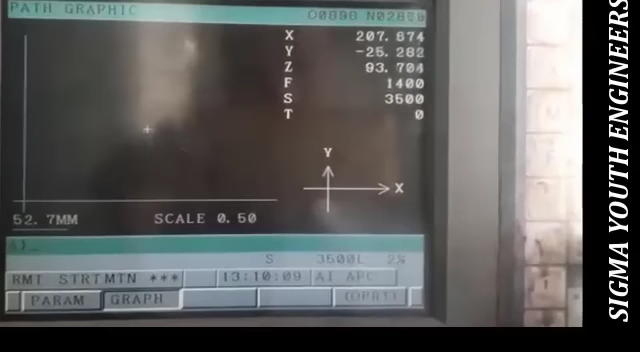 PATH GRAPHIC
O0898 N02800
X 207.874
Y -25.282
Z 93.704
F 1400
S 3500
T 0
Y
X
52.7MM SCALE 0.50
S 3500L 2%
RMT STRT MTN *** 13:10:09 AI APC
PARAM GRAPH (OPRT)
SIGMA YOUTH ENGINEERS